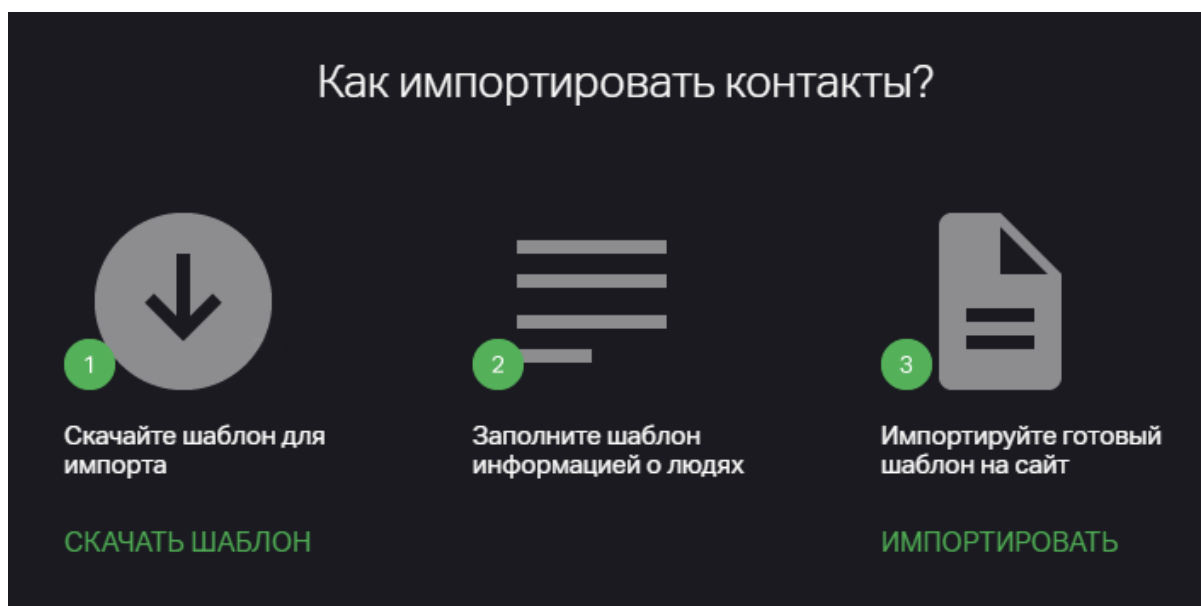 Как импортировать контакты?
1
Скачайте шаблон для
импорта
СКАЧАТЬ ШАБЛОН
2
Заполните шаблон
информацией о людях
3
Импортируйте готовый
шаблон на сайт
ИМПОРТИРОВАТЬ